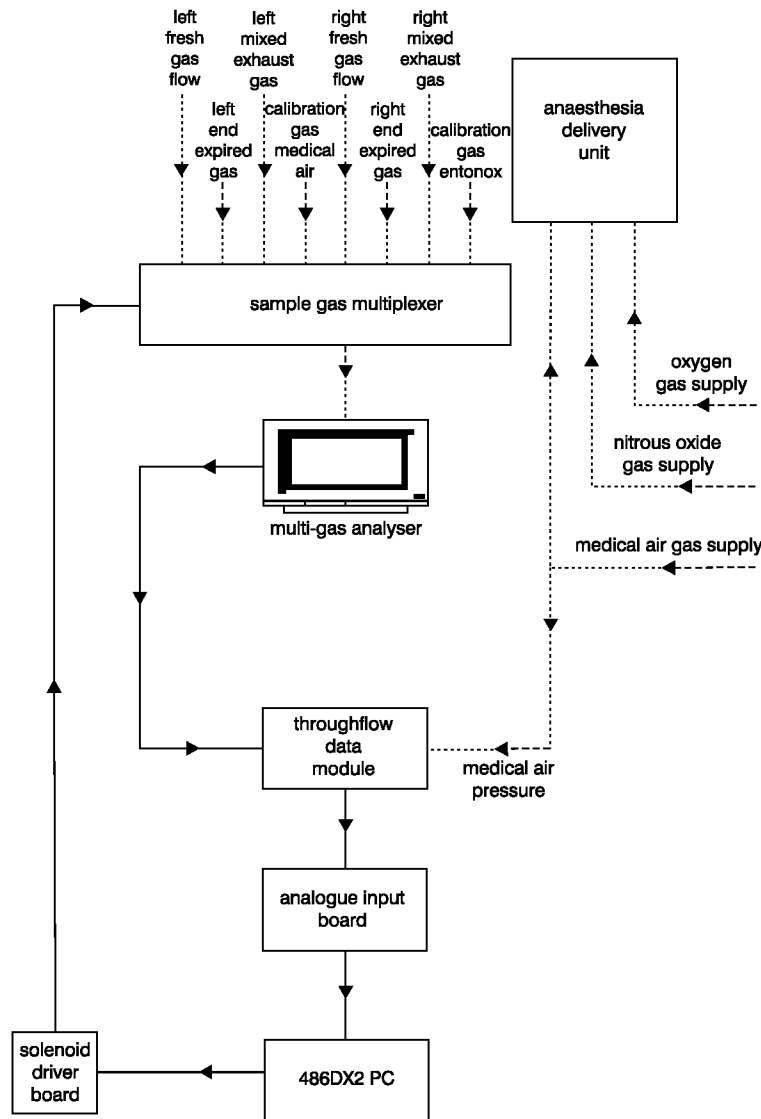 left
fresh
gas
flow
left
mixed
exhaust
gas
right
fresh
gas
flow
right
mixed
exhaust
gas
left
end
expired
gas
calibration
gas
medical
air
right
end
expired
gas
calibration
gas
entonox
anaesthesia
delivery
unit
sample gas multiplexer
oxygen
gas supply
nitrous oxide
gas supply
multi-gas analyser
medical air gas supply
throughflow
data
module
medical air
pressure
analogue input
board
solenoid
driver
board
486DX2 PC